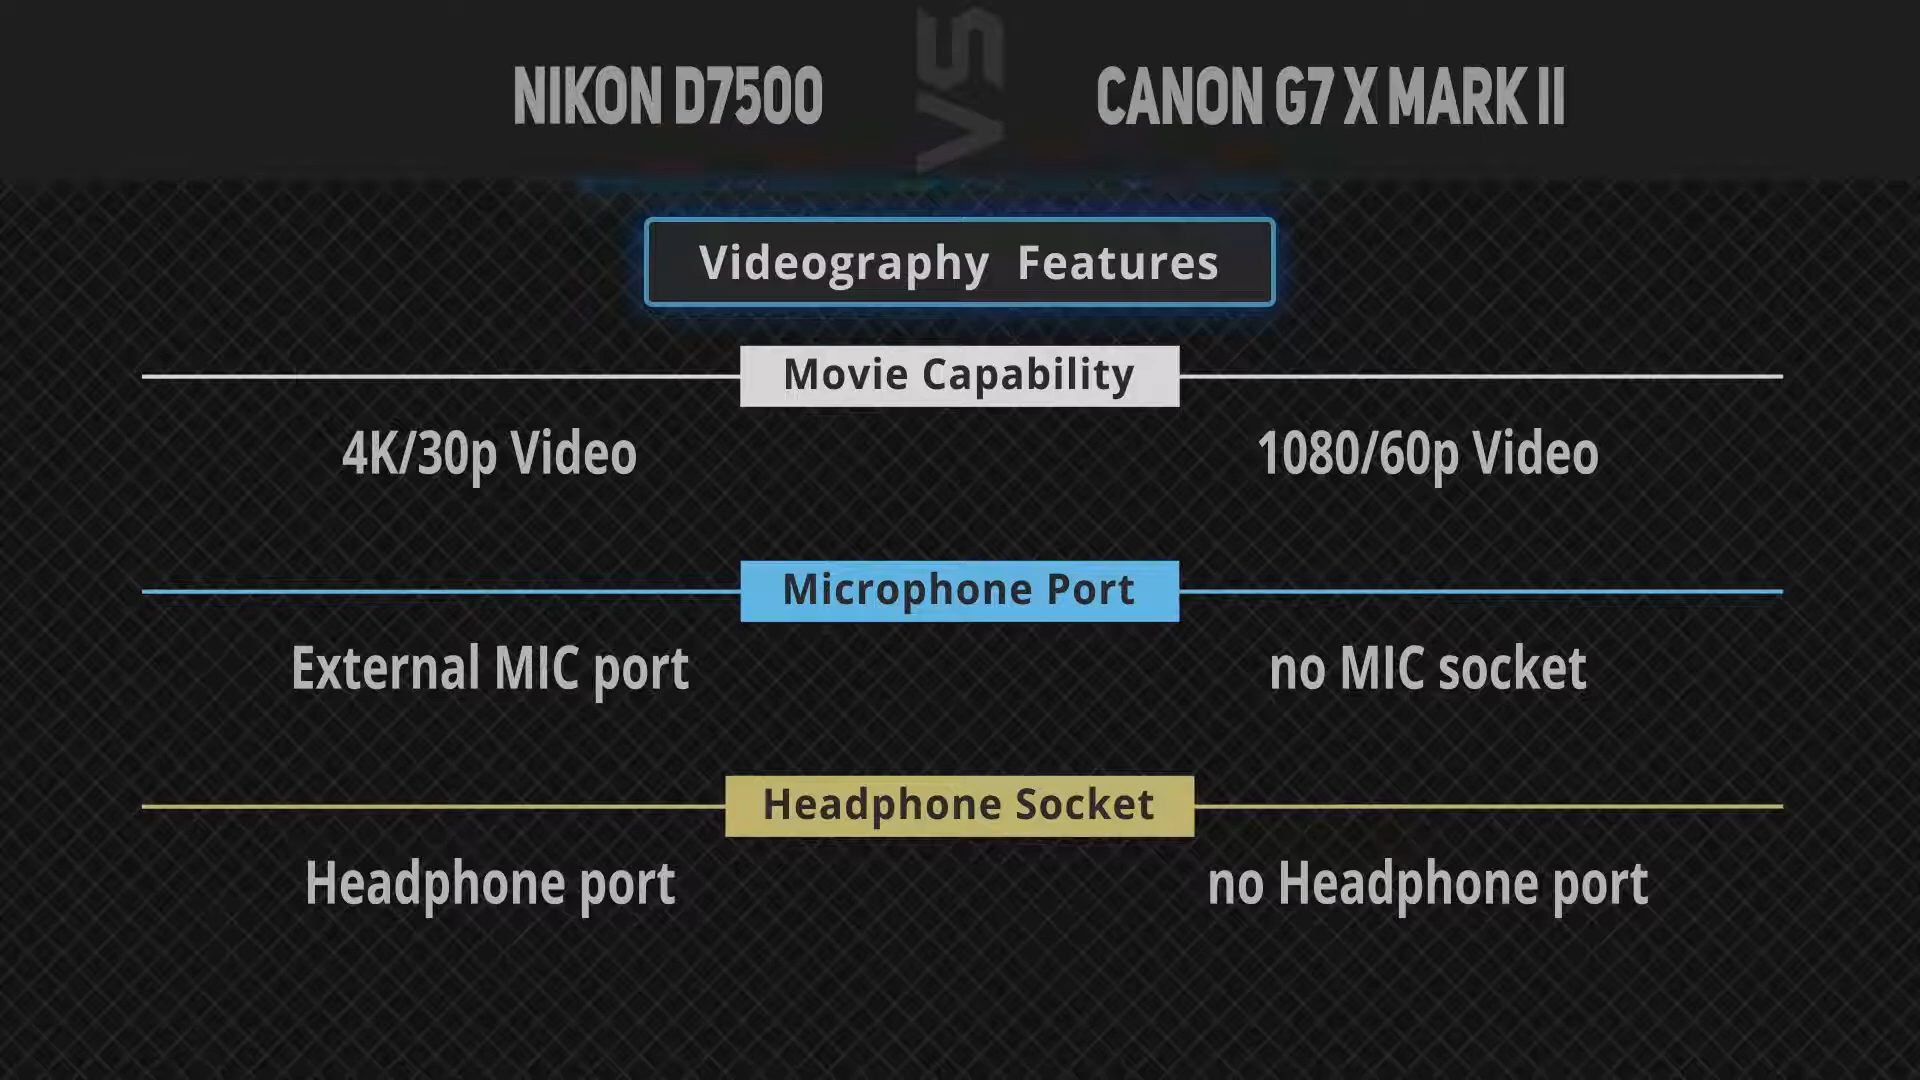 NIKON D7500
VS
CANON G7 X MARK II
Videography Features
Movie Capability
4K/30p Video
1080/60p Video
Microphone Port
External MIC port
no MIC socket
Headphone Socket
Headphone port
no Headphone port